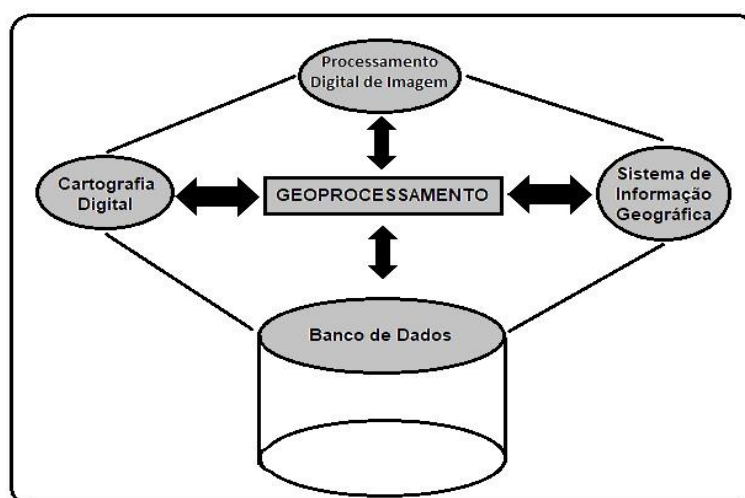 Processamento
Digital de Imagem
Cartografia
Digital
GEOPROCESSAMENTO
Sistema de
Informação
Geográfica
Banco de Dados